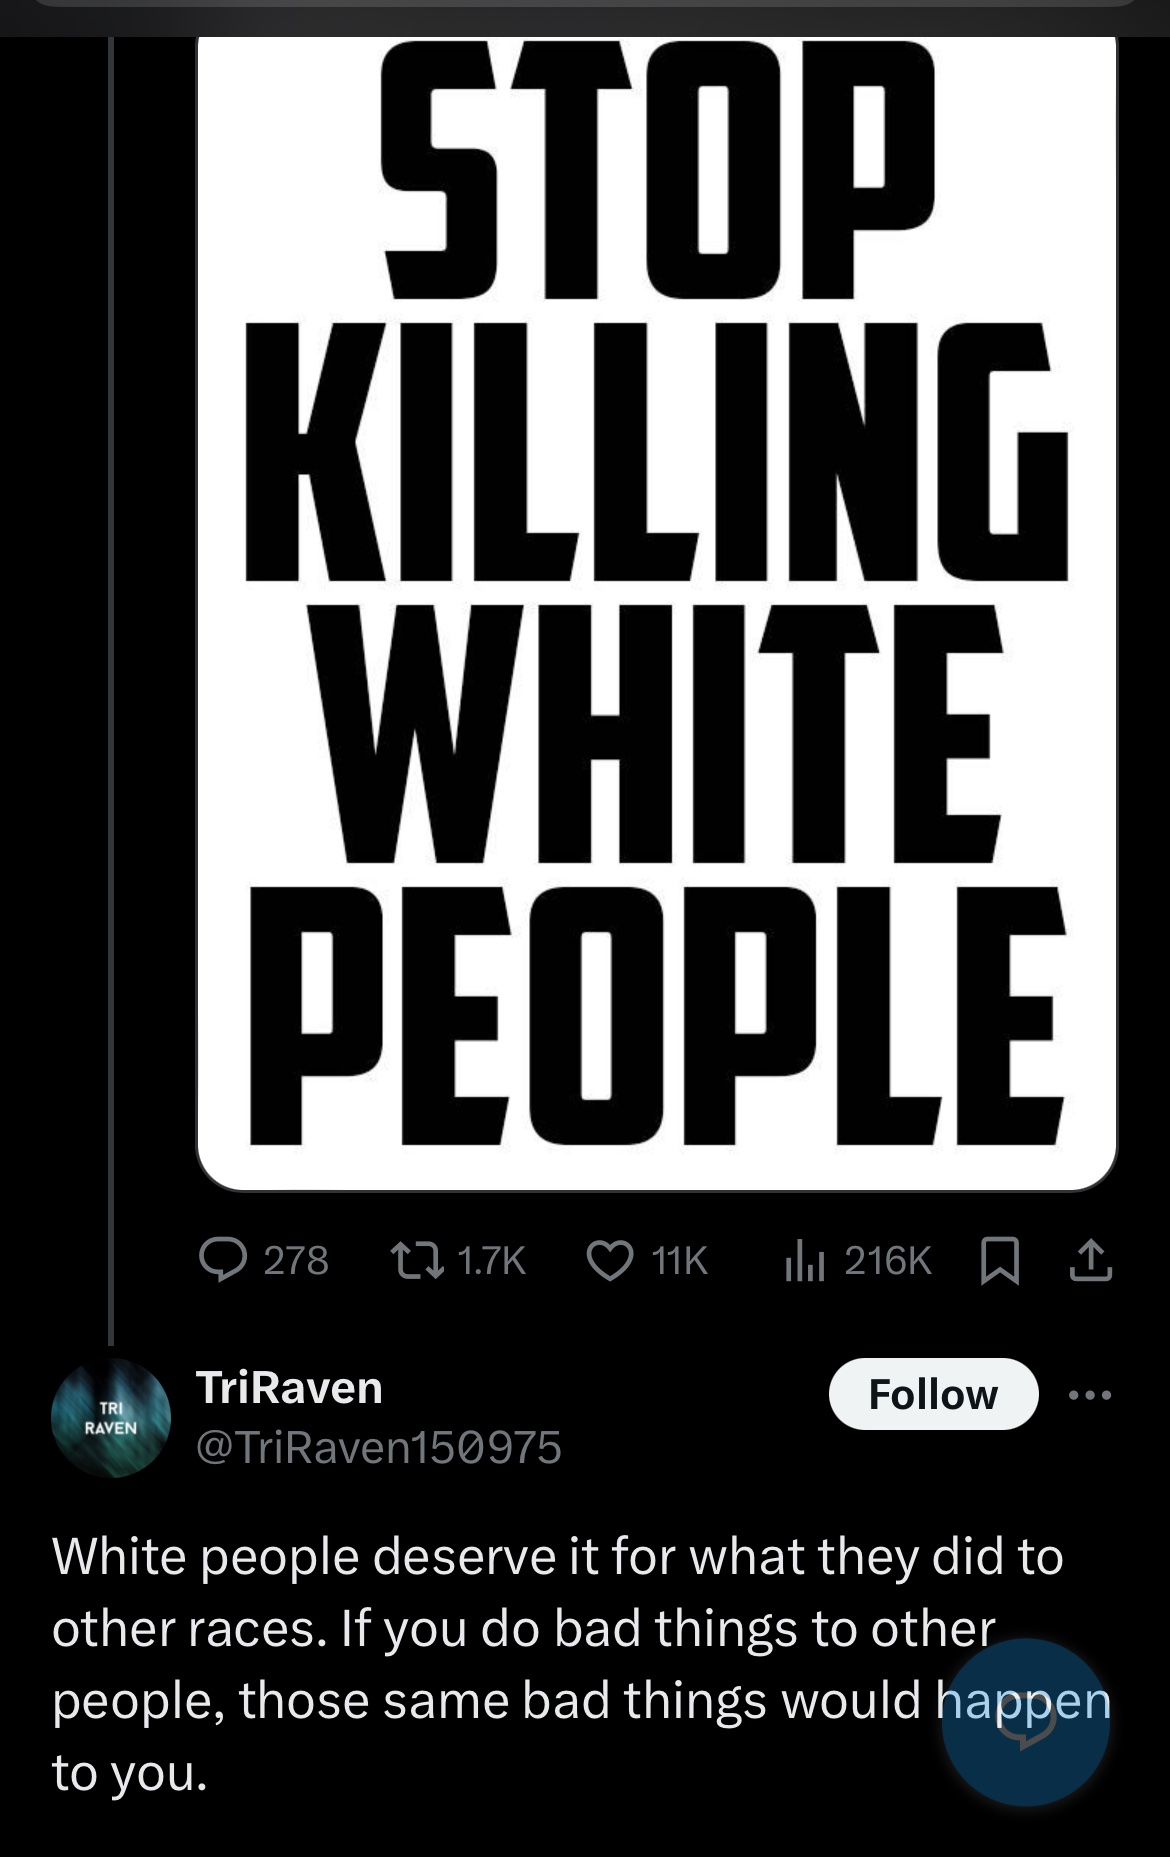 STOP
KILLING
WHITE
PEOPLE
278 1.7K 11K 216K
TRI
RAVEN
TriRaven
@TriRaven150975
Follow
White people deserve it for what they did to
other races. If you do bad things to other
people, those same bad things would happen
to you.